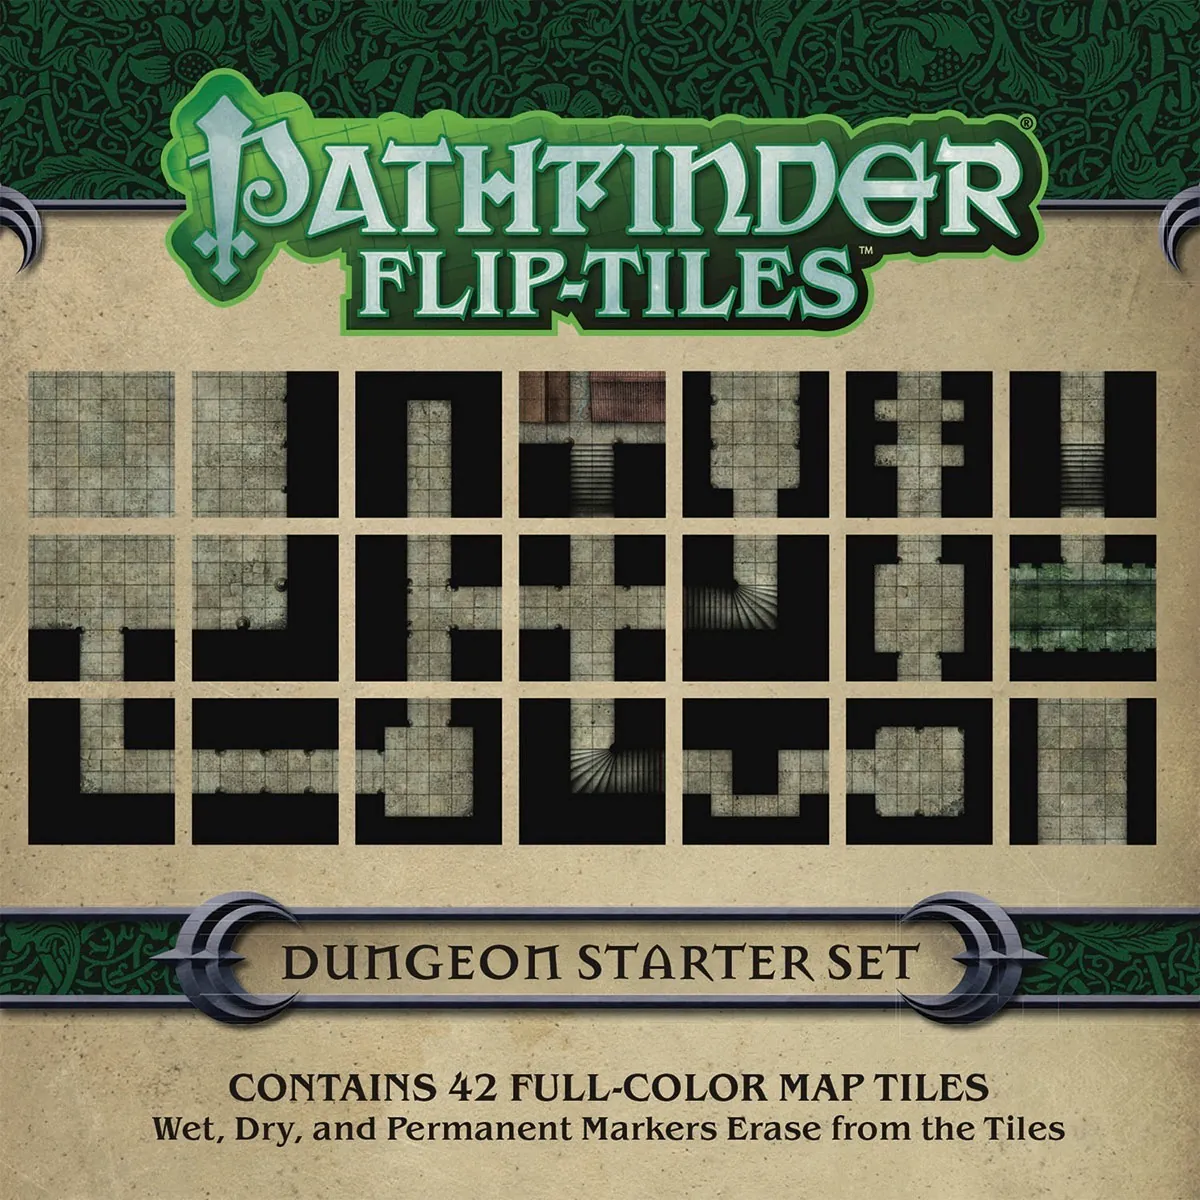 PATHFINDER®
FLIP-TILES™
DUNGEON STARTER SET
CONTAINS 42 FULL-COLOR MAP TILES
Wet, Dry, and Permanent Markers Erase from the Tiles